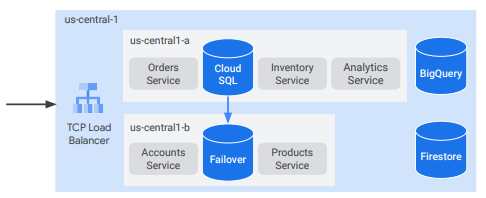 us-central-1
us-central1-a
Orders
Service
Cloud
SQL
Inventory
Service
Analytics
Service
BigQuery
TCP Load
Balancer
us-central1-b
Accounts
Service
Failover
Products
Service
Firestore